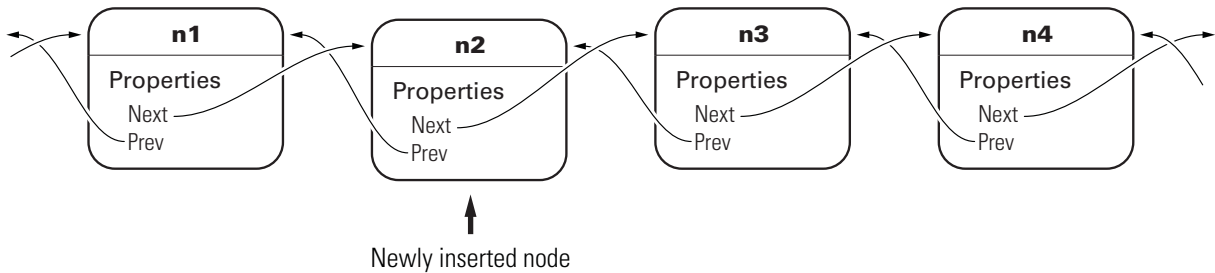 n1
Properties
Next
Prev
n2
Properties
Next
Prev
n3
Properties
Next
Prev
n4
Properties
Next
Prev
Newly inserted node